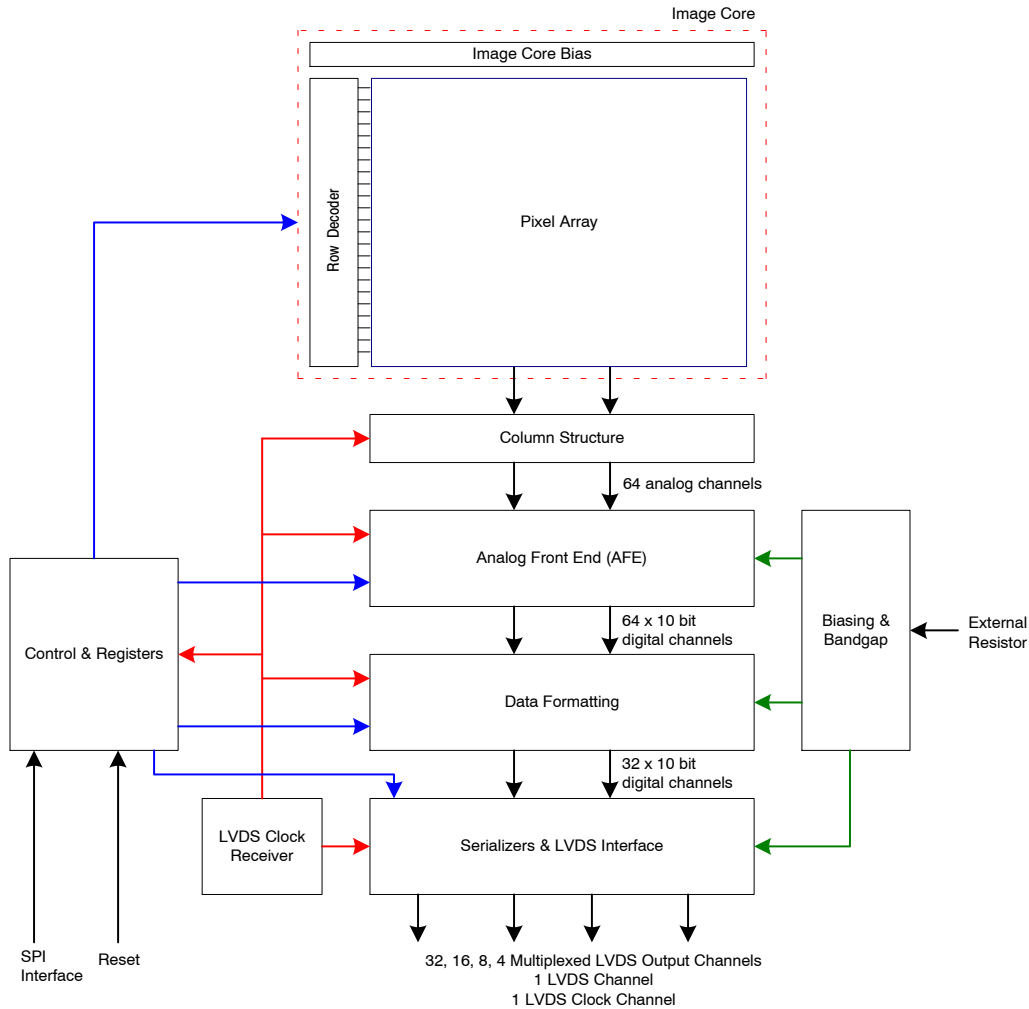 Image Core
Image Core Bias
Row Decoder
Pixel Array
Column Structure
64 analog channels
Analog Front End (AFE)
64 x 10 bit
digital channels
Biasing &
Bandgap
External
Resistor
Control & Registers
Data Formatting
32 x 10 bit
digital channels
LVDS Clock
Receiver
Serializers & LVDS Interface
SPI
Interface
Reset
32, 16, 8, 4 Multiplexed LVDS Output Channels
1 LVDS Channel
1 LVDS Clock Channel